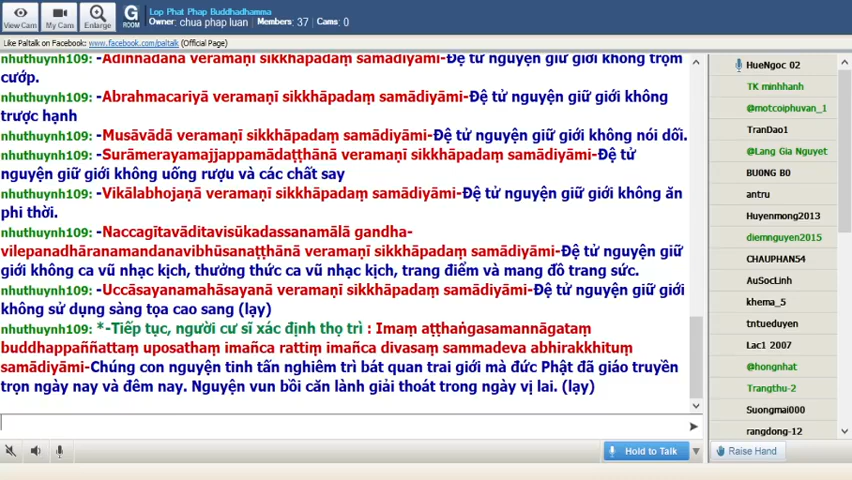 View Cam
My Cam
Enlarge
G
ROOM
Lop Phat Phap Buddhadhamma
Owner: chua phap luan Members: 37 Cams: 0
Like Paltalk on Facebook: www.facebook.com/paltalk (Official Page)
nhuthuynh109: -Adinnādānā veramaṇī sikkhāpadaṃ samādiyāmi-Đệ tử nguyện giữ giới không trộm
cướp.
nhuthuynh109: -Abrahmacariyā veramaṇī sikkhāpadaṃ samādiyāmi-Đệ tử nguyện giữ giới không
trược hạnh
nhuthuynh109: -Musāvādā veramaṇī sikkhāpadaṃ samādiyāmi-Đệ tử nguyện giữ giới không nói dối.
nhuthuynh109: -Surāmerayamajjappamādaṭṭhānā veramaṇī sikkhāpadaṃ samādiyāmi-Đệ tử
nguyện giữ giới không uống rượu và các chất say
nhuthuynh109: -Vikālabhojaṇā veramaṇī sikkhāpadaṃ samādiyāmi-Đệ tử nguyện giữ giới không ăn
phi thời.
nhuthuynh109: -Naccagītavāditavisūkadassanamālā gandha-
vilepanadhāranamandanavibhūsanaṭṭhānā veramaṇī sikkhāpadaṃ samādiyāmi-Đệ tử nguyện giữ
giới không ca vũ nhạc kịch, thưởng thức ca vũ nhạc kịch, trang điểm và mang đồ trang sức.
nhuthuynh109: -Uccāsayanamahāsayanā veramaṇī sikkhāpadaṃ samādiyāmi-Đệ tử nguyện giữ giới
không sử dụng sàng tọa cao sang (lạy)
nhuthuynh109: *-Tiếp tục, người cư sĩ xác định thọ trì : Imaṃ aṭṭhaṅgasamannāgataṃ
buddhappaññattaṃ uposathaṃ imañca rattiṃ imañca divasaṃ sammadeva abhirakkhituṃ
samādiyāmi-Chúng con nguyện tinh tấn nghiêm trì bát quan trai giới mà đức Phật đã giáo truyền
trọn ngày nay và đêm nay. Nguyện vun bồi căn lành giải thoát trong ngày vị lai. (lạy)
HueNgoc 02
TK minhhanh
@motcoiphuvan_1
TranDao1
@Lang Gia Nguyet
BU0NG B0
antru
Huyenmong2013
diemnguyen2015
CHAUPHAN54
AuSocLinh
khema_5
tntueduyen
Lac1 2007
@hongnhat
Trangthu-2
Suongmai000
rangdong-12
Hold to Talk
Raise Hand